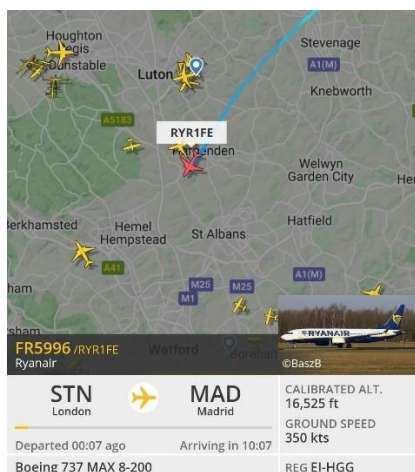 Houghton
Regis
Dunstable
Stevenage
A1(M)
Luton
Knebworth
A5183
RYR1FE
Harpenden
Welwyn
Garden City
Berkhamsted
Hemel
Hempstead
St Albans
Hatfield
A41
M25
A1(M)
ham
M1
M25
FR5996 /RYR1FE
Ryanair
Watford
RYANAIR
©BaszB
STN
London
MAD
Madrid
CALIBRATED ALT.
16,525 ft
GROUND SPEED
350 kts
Departed 00:07 ago
Arriving in 10:07
Boeing 737 MAX 8-200
REG EI-HGG